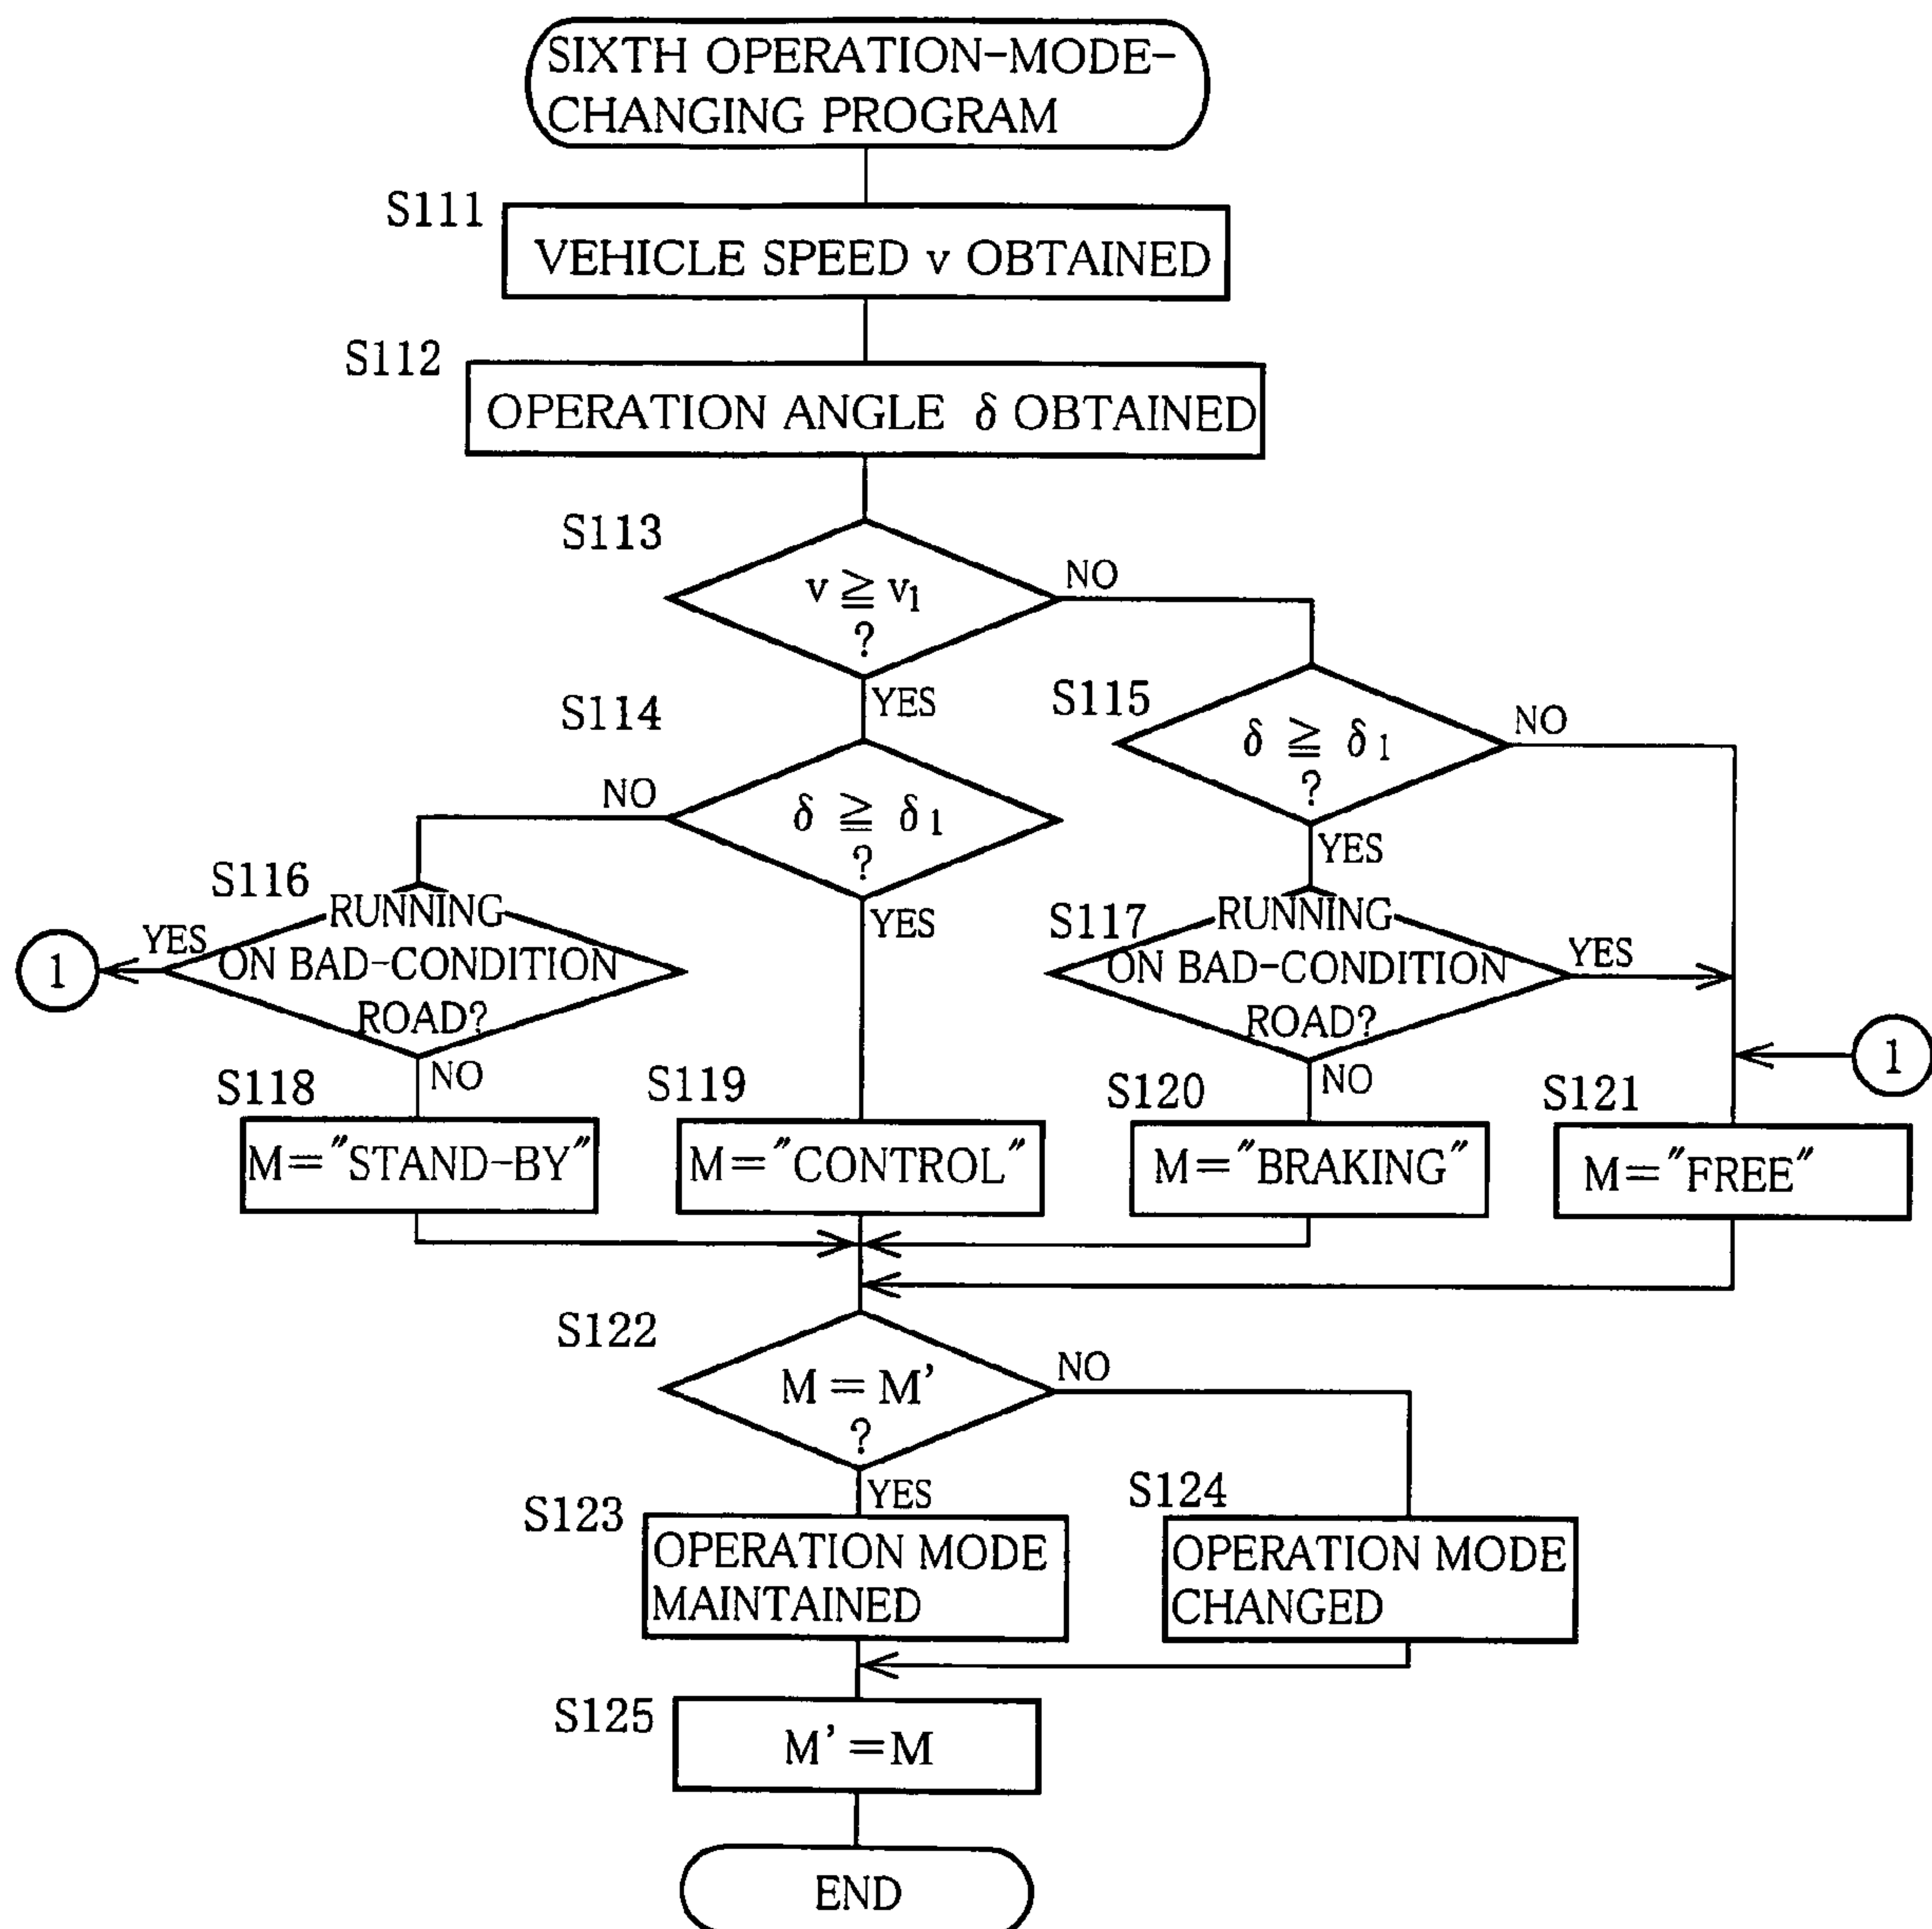 SIXTH OPERATION-MODE-
CHANGING PROGRAM
S111
VEHICLE SPEED v OBTAINED
S112
OPERATION ANGLE δ OBTAINED
S113
v ≧ v1
?
NO
YES
S114
δ ≧ δ1
?
NO
YES
S115
δ ≧ δ1
?
NO
YES
S116
RUNNING
ON BAD-CONDITION
ROAD?
YES
1
NO
S117
RUNNING
ON BAD-CONDITION
ROAD?
YES
NO
1
S118
M="STAND-BY"
S119
M="CONTROL"
S120
M="BRAKING"
S121
M="FREE"
S122
M=M'
?
NO
YES
S123
OPERATION MODE
MAINTAINED
S124
OPERATION MODE
CHANGED
S125
M'=M
END